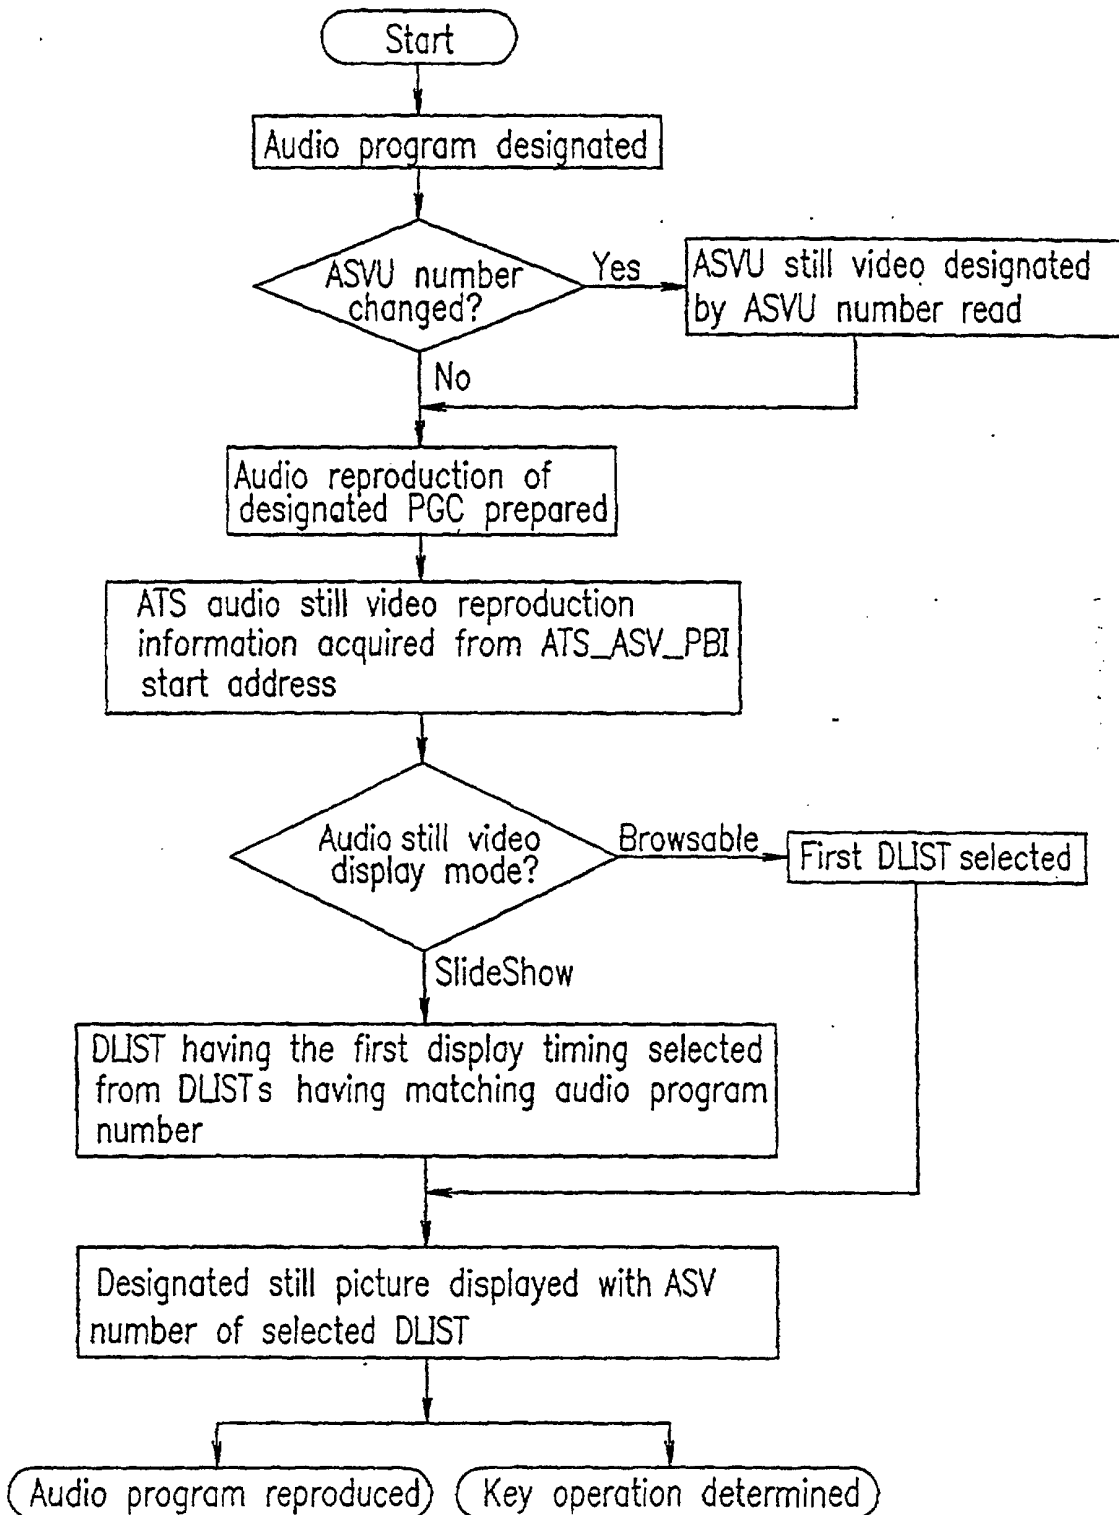 Start
Audio program designated
ASVU number
changed?
Yes
ASVU still video designated
by ASVU number read
No
Audio reproduction of
designated PGC prepared
ATS audio still video reproduction
information acquired from ATS_ASV_PBI
start address
Audio still video
display mode?
Browsable
First DLIST selected
SlideShow
DLIST having the first display timing selected
from DLISTs having matching audio program
number
Designated still picture displayed with ASV
number of selected DLIST
Audio program reproduced
Key operation determined